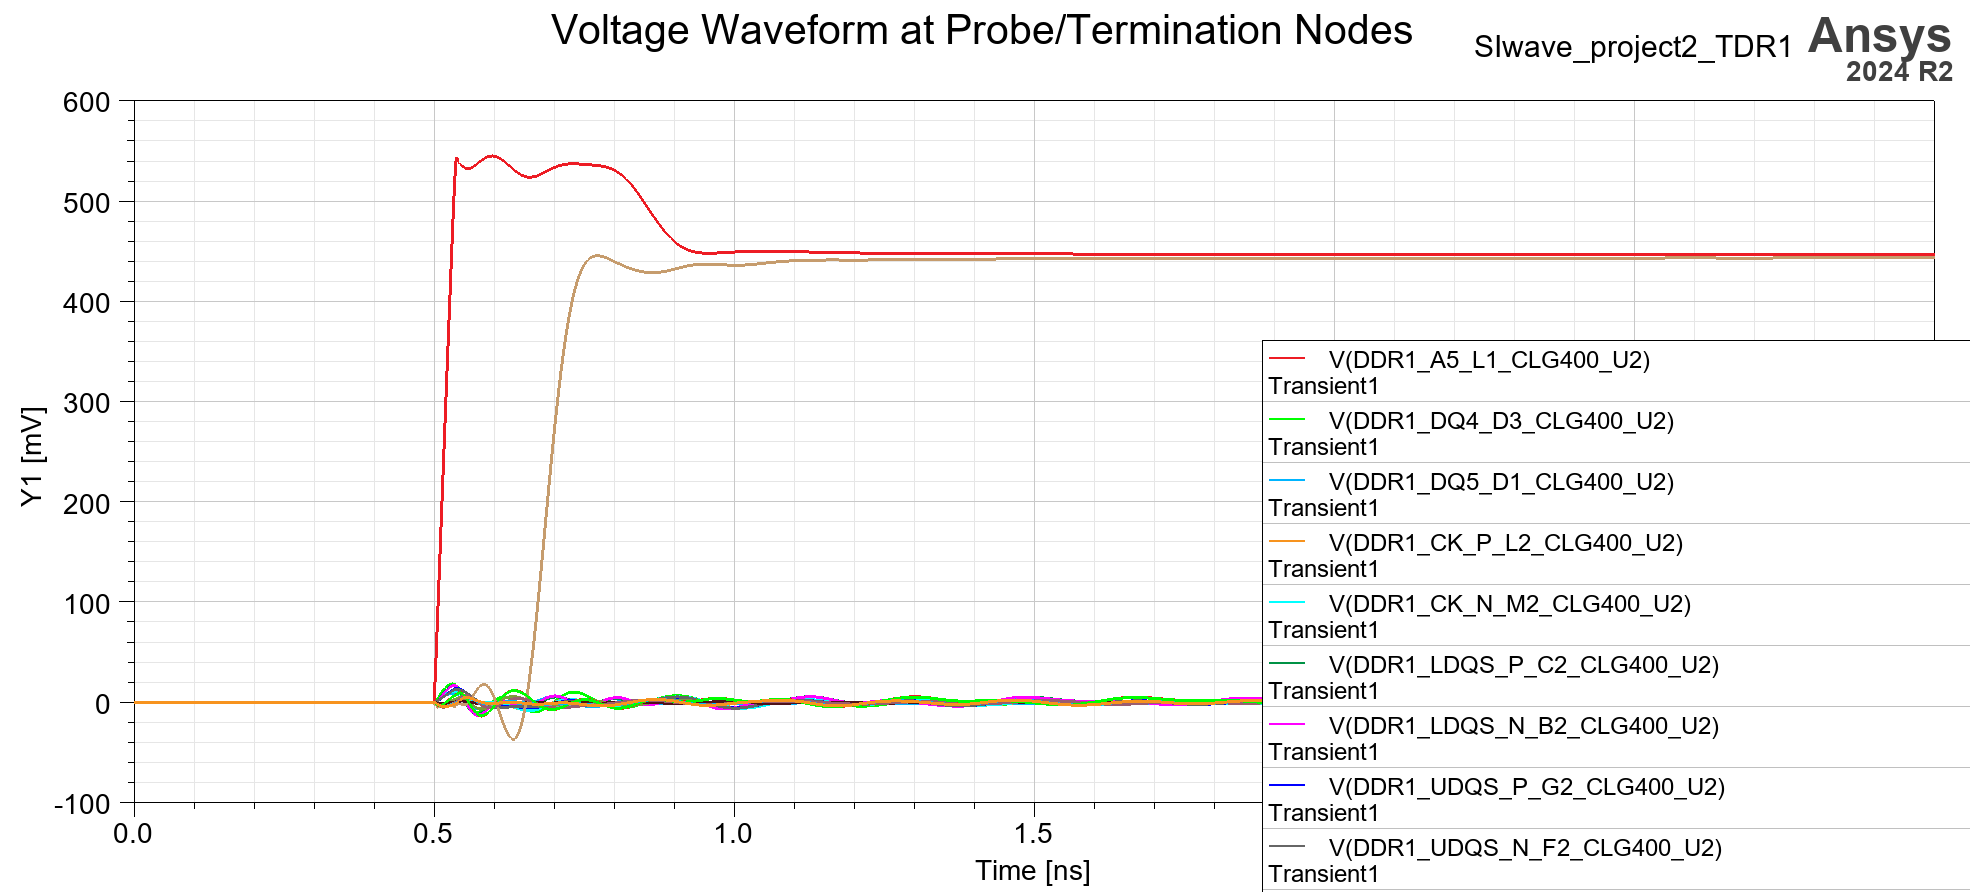 Voltage Waveform at Probe/Termination Nodes
SIwave_project2_TDR1
Ansys
2024 R2
600
500
400
300
200
100
0
-100
Y1 [mV]
0.0
0.5
1.0
1.5
Time [ns]
V(DDR1_A5_L1_CLG400_U2)
Transient1
V(DDR1_DQ4_D3_CLG400_U2)
Transient1
V(DDR1_DQ5_D1_CLG400_U2)
Transient1
V(DDR1_CK_P_L2_CLG400_U2)
Transient1
V(DDR1_CK_N_M2_CLG400_U2)
Transient1
V(DDR1_LDQS_P_C2_CLG400_U2)
Transient1
V(DDR1_LDQS_N_B2_CLG400_U2)
Transient1
V(DDR1_UDQS_P_G2_CLG400_U2)
Transient1
V(DDR1_UDQS_N_F2_CLG400_U2)
Transient1